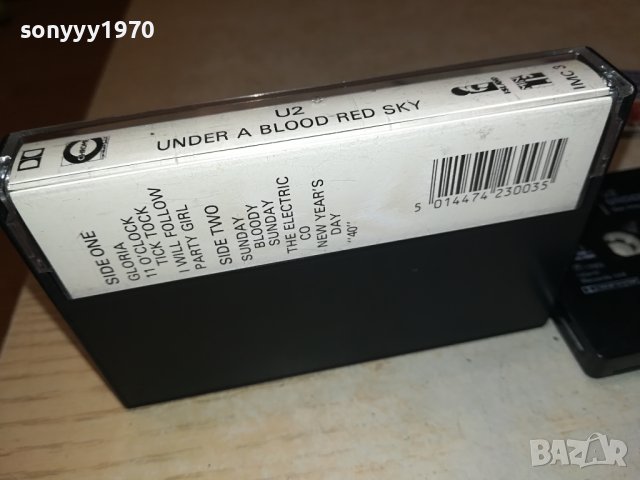 sonyyy1970
U2
UNDER A BLOOD RED SKY
IMC 3
SIDE ONE
GLORIA
11 O'CLOCK
TICK TOCK
I WILL FOLLOW
PARTY GIRL
SIDE TWO
SUNDAY
BLOODY
SUNDAY
THE ELECTRIC
CO
NEW YEAR'S
DAY
"40"
5 014474 230035
BAZAR